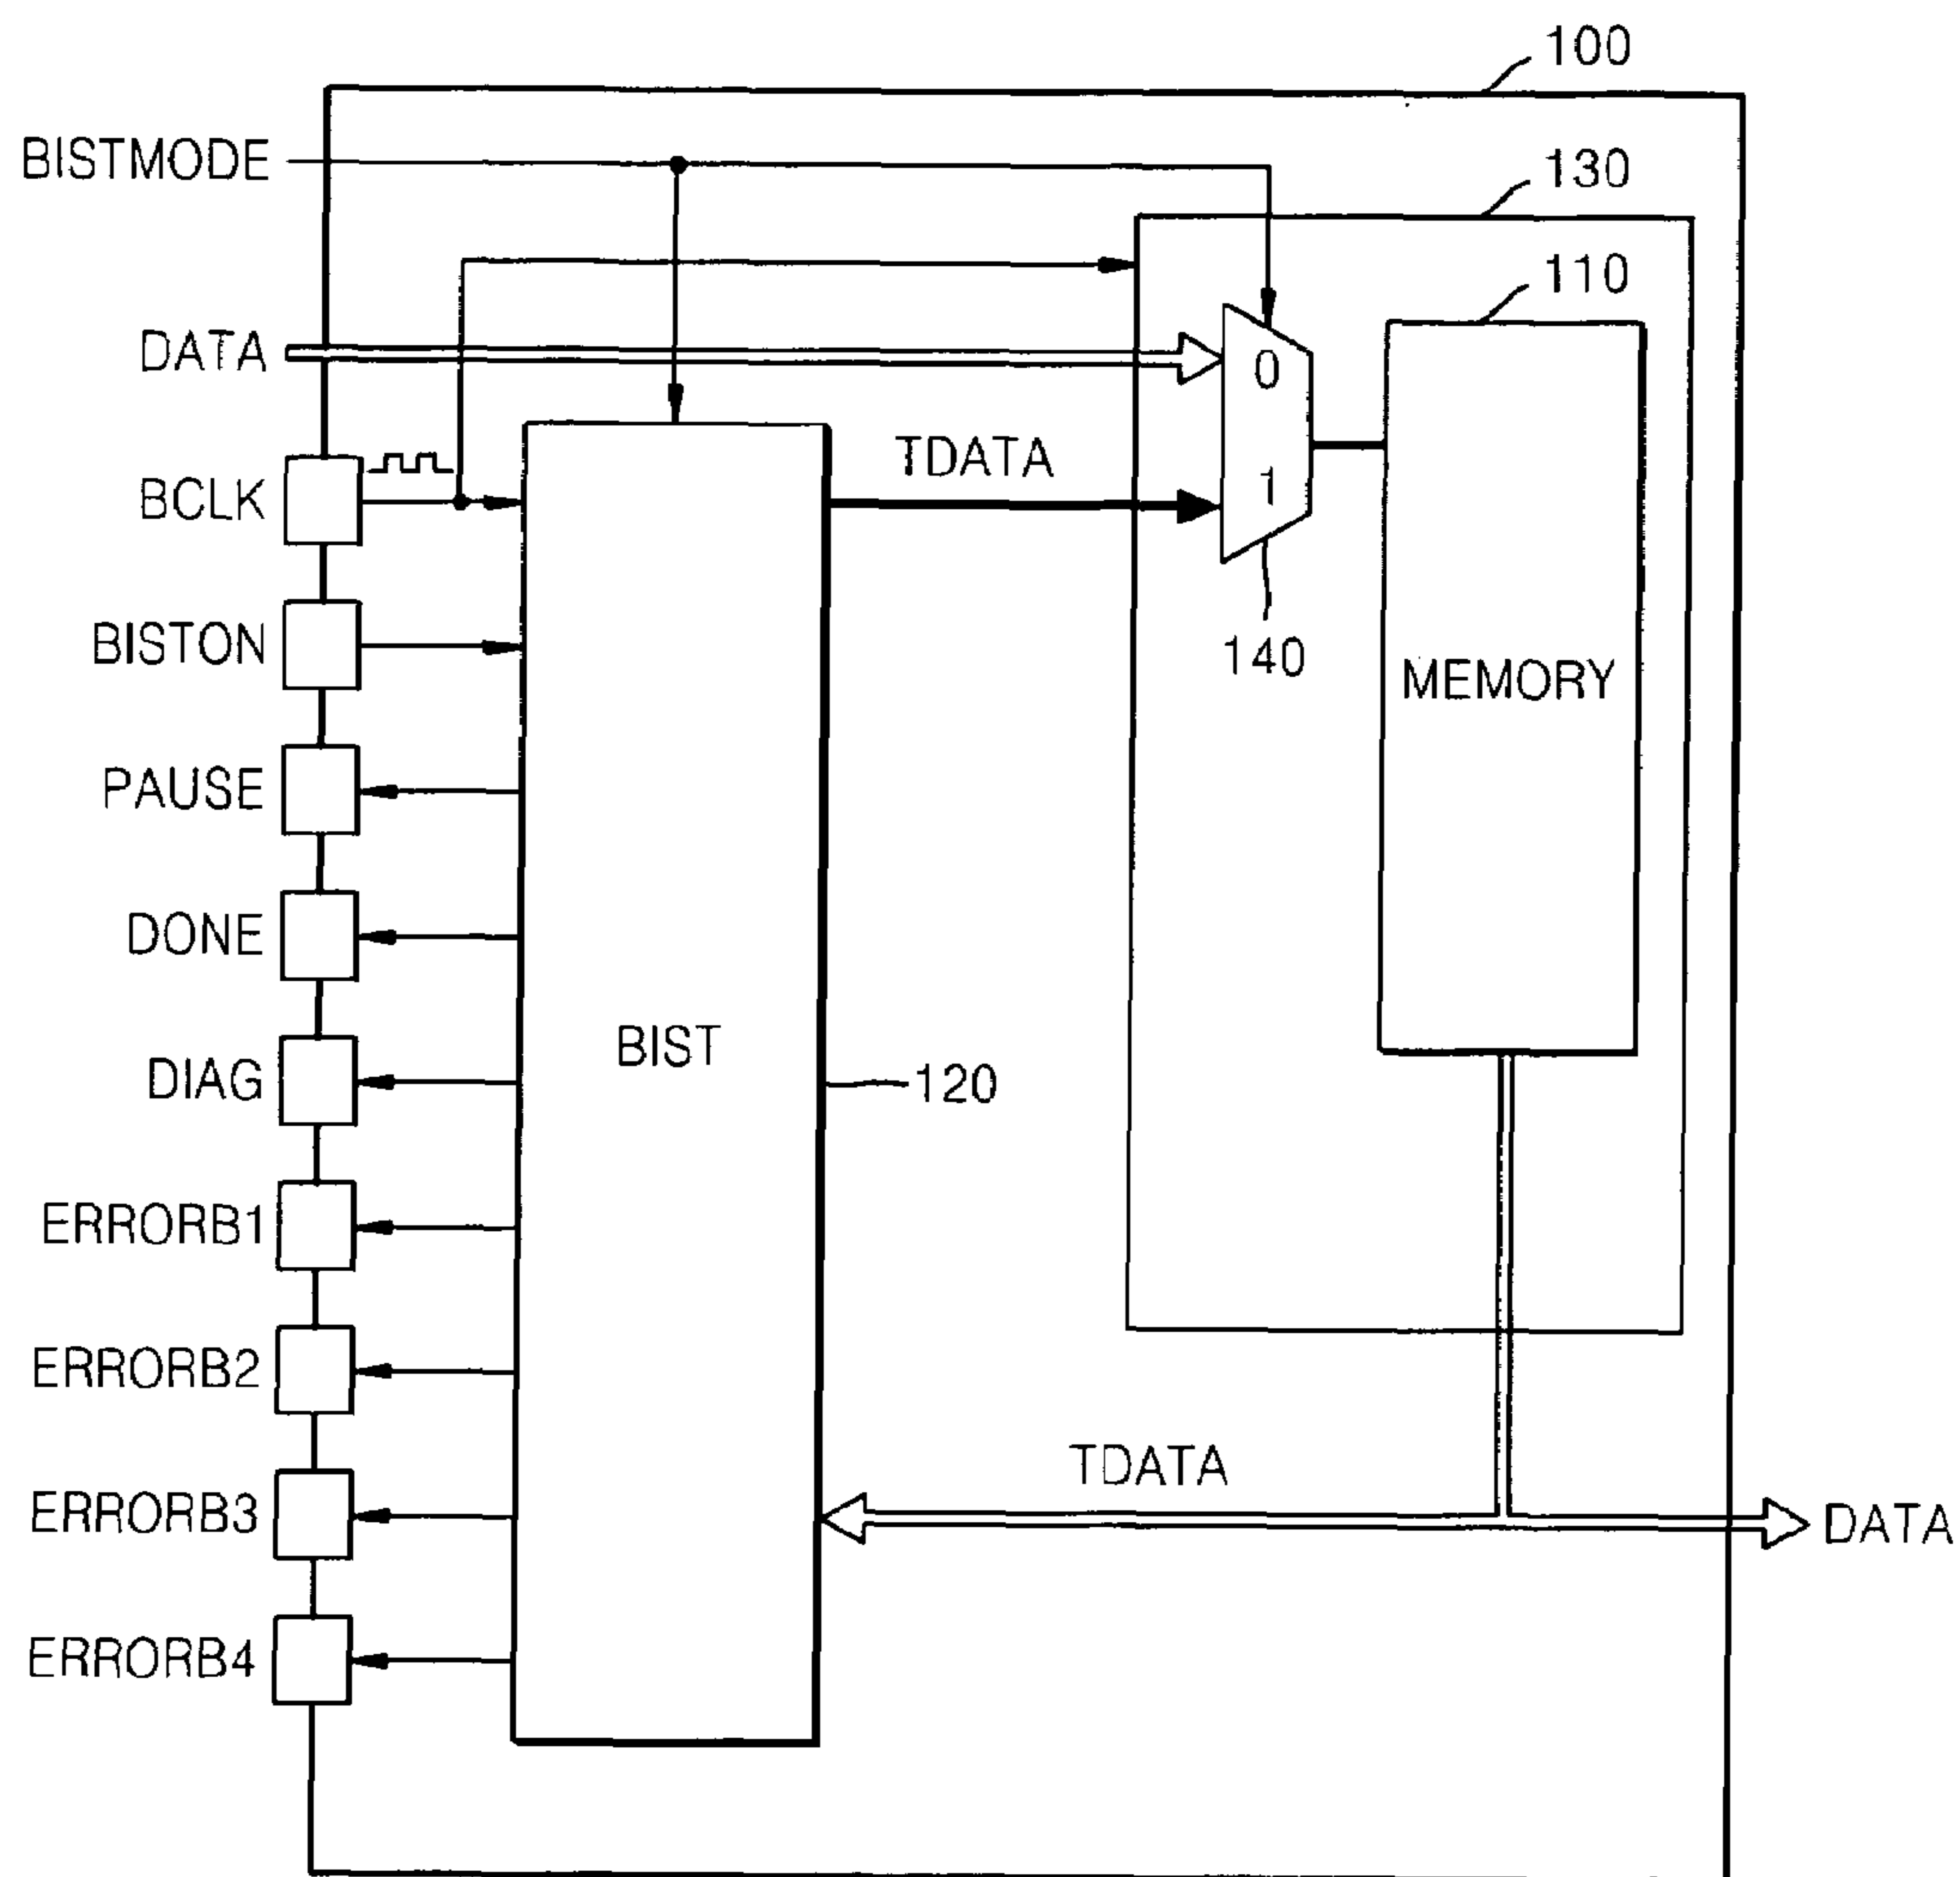 100
BISTMODE
130
110
DATA
0
TDATA
BCLK
1
BISTON
140
MEMORY
PAUSE
DONE
BIST
DIAG
120
ERRORB1
ERRORB2
TDATA
ERRORB3
DATA
ERRORB4